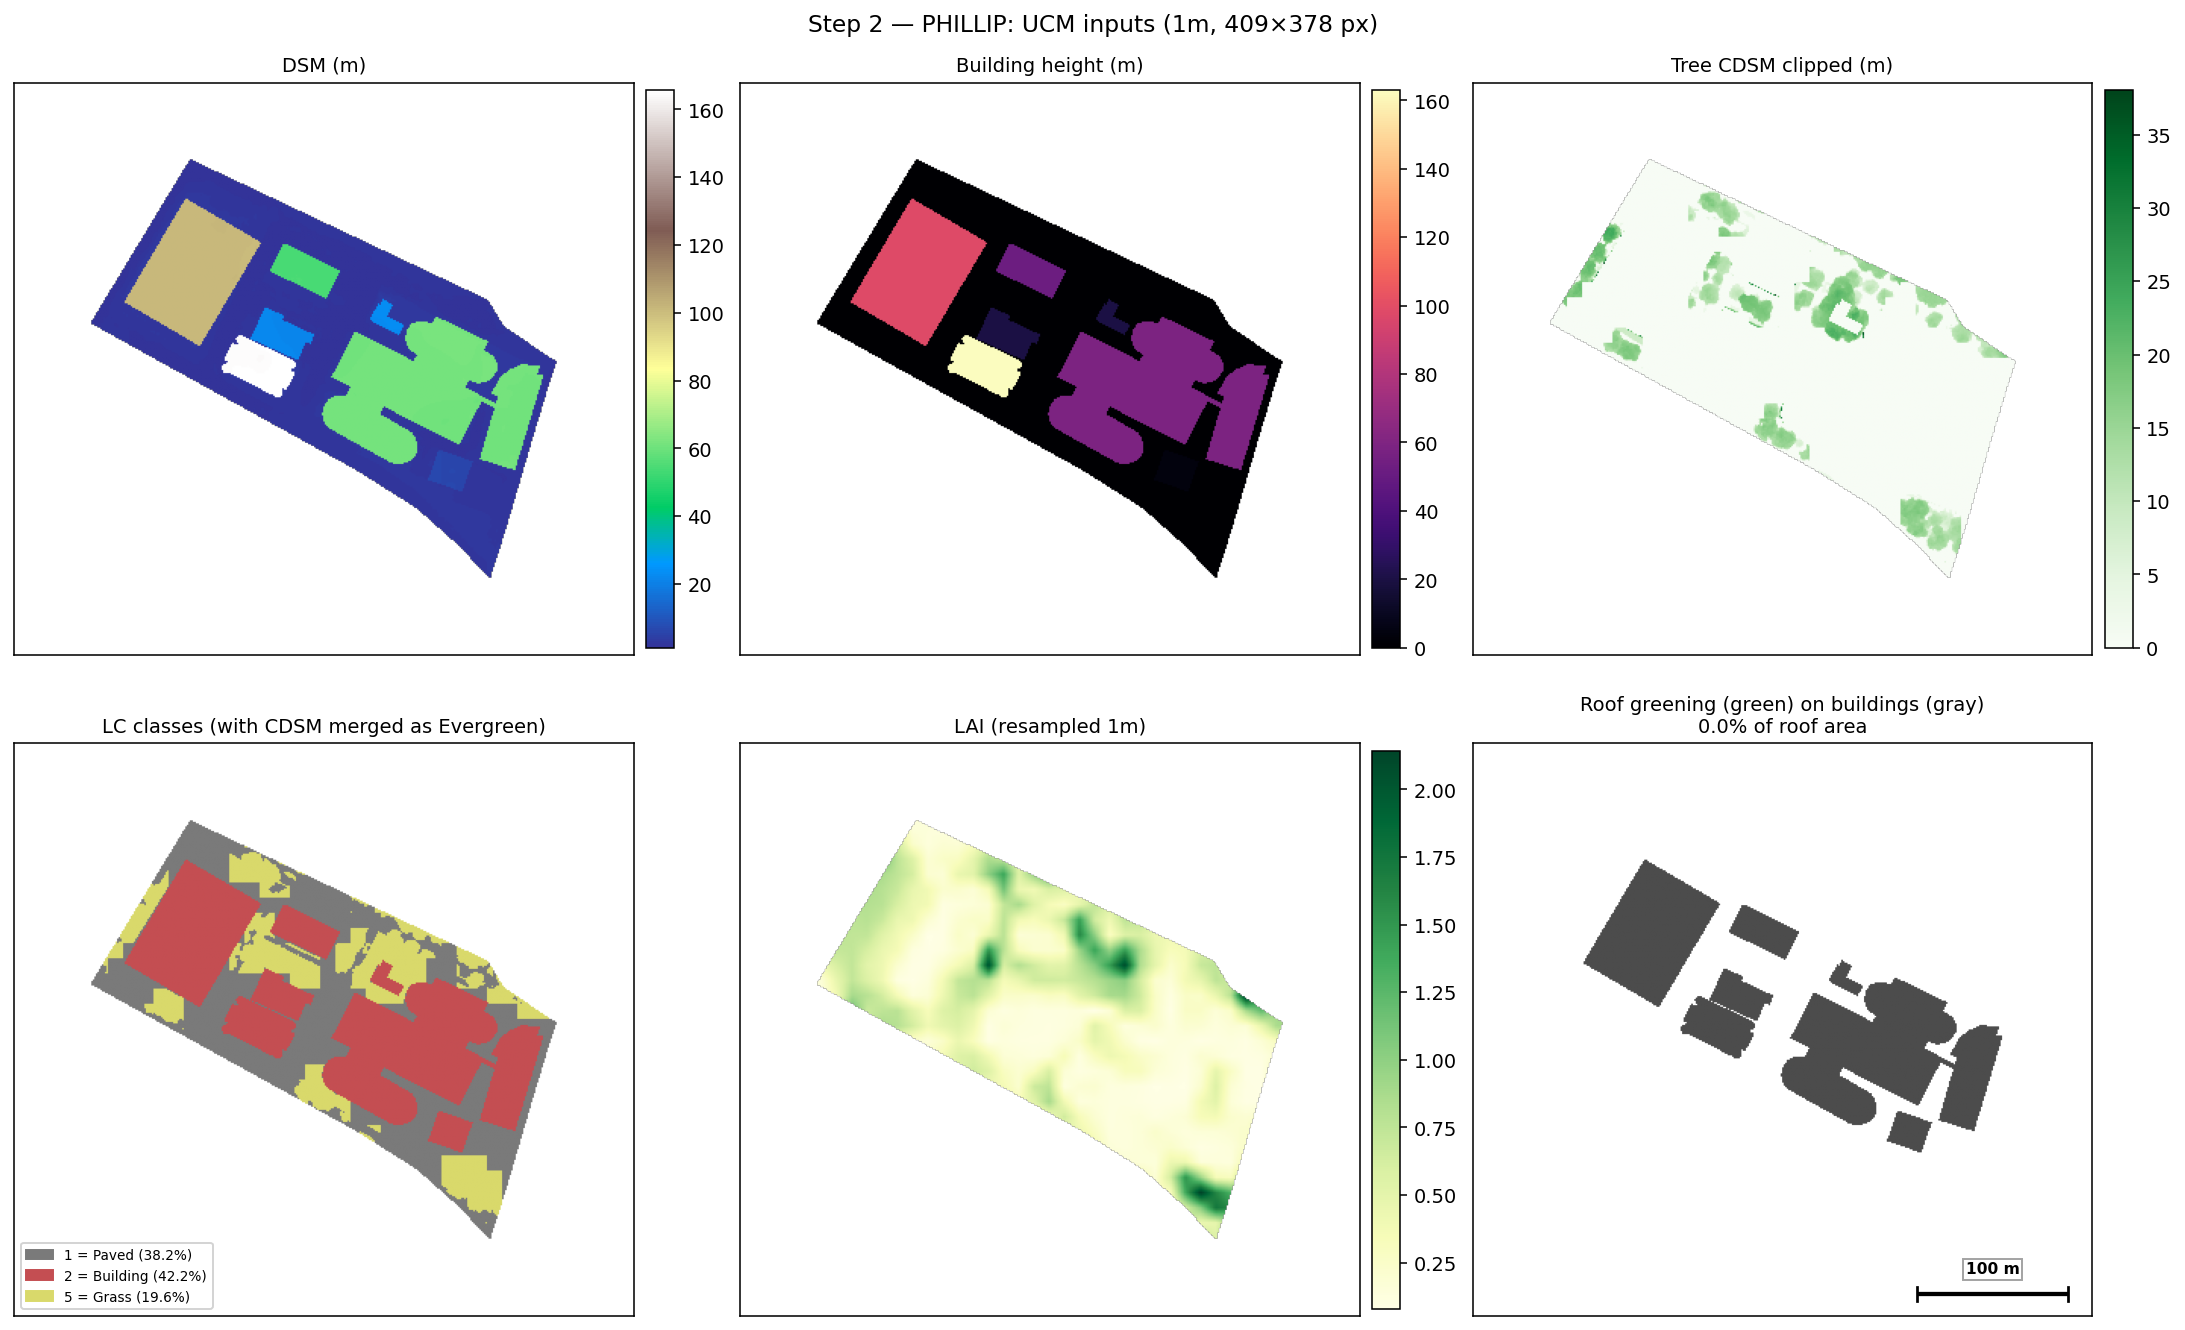 Step 2 — PHILLIP: UCM inputs (1m, 409×378 px)
DSM (m)
160
140
120
100
80
60
40
20
Building height (m)
160
140
120
100
80
60
40
20
0
Tree CDSM clipped (m)
35
30
25
20
15
10
5
0
LC classes (with CDSM merged as Evergreen)
1 = Paved (38.2%)
2 = Building (42.2%)
5 = Grass (19.6%)
LAI (resampled 1m)
2.00
1.75
1.50
1.25
1.00
0.75
0.50
0.25
Roof greening (green) on buildings (gray)
0.0% of roof area
100 m